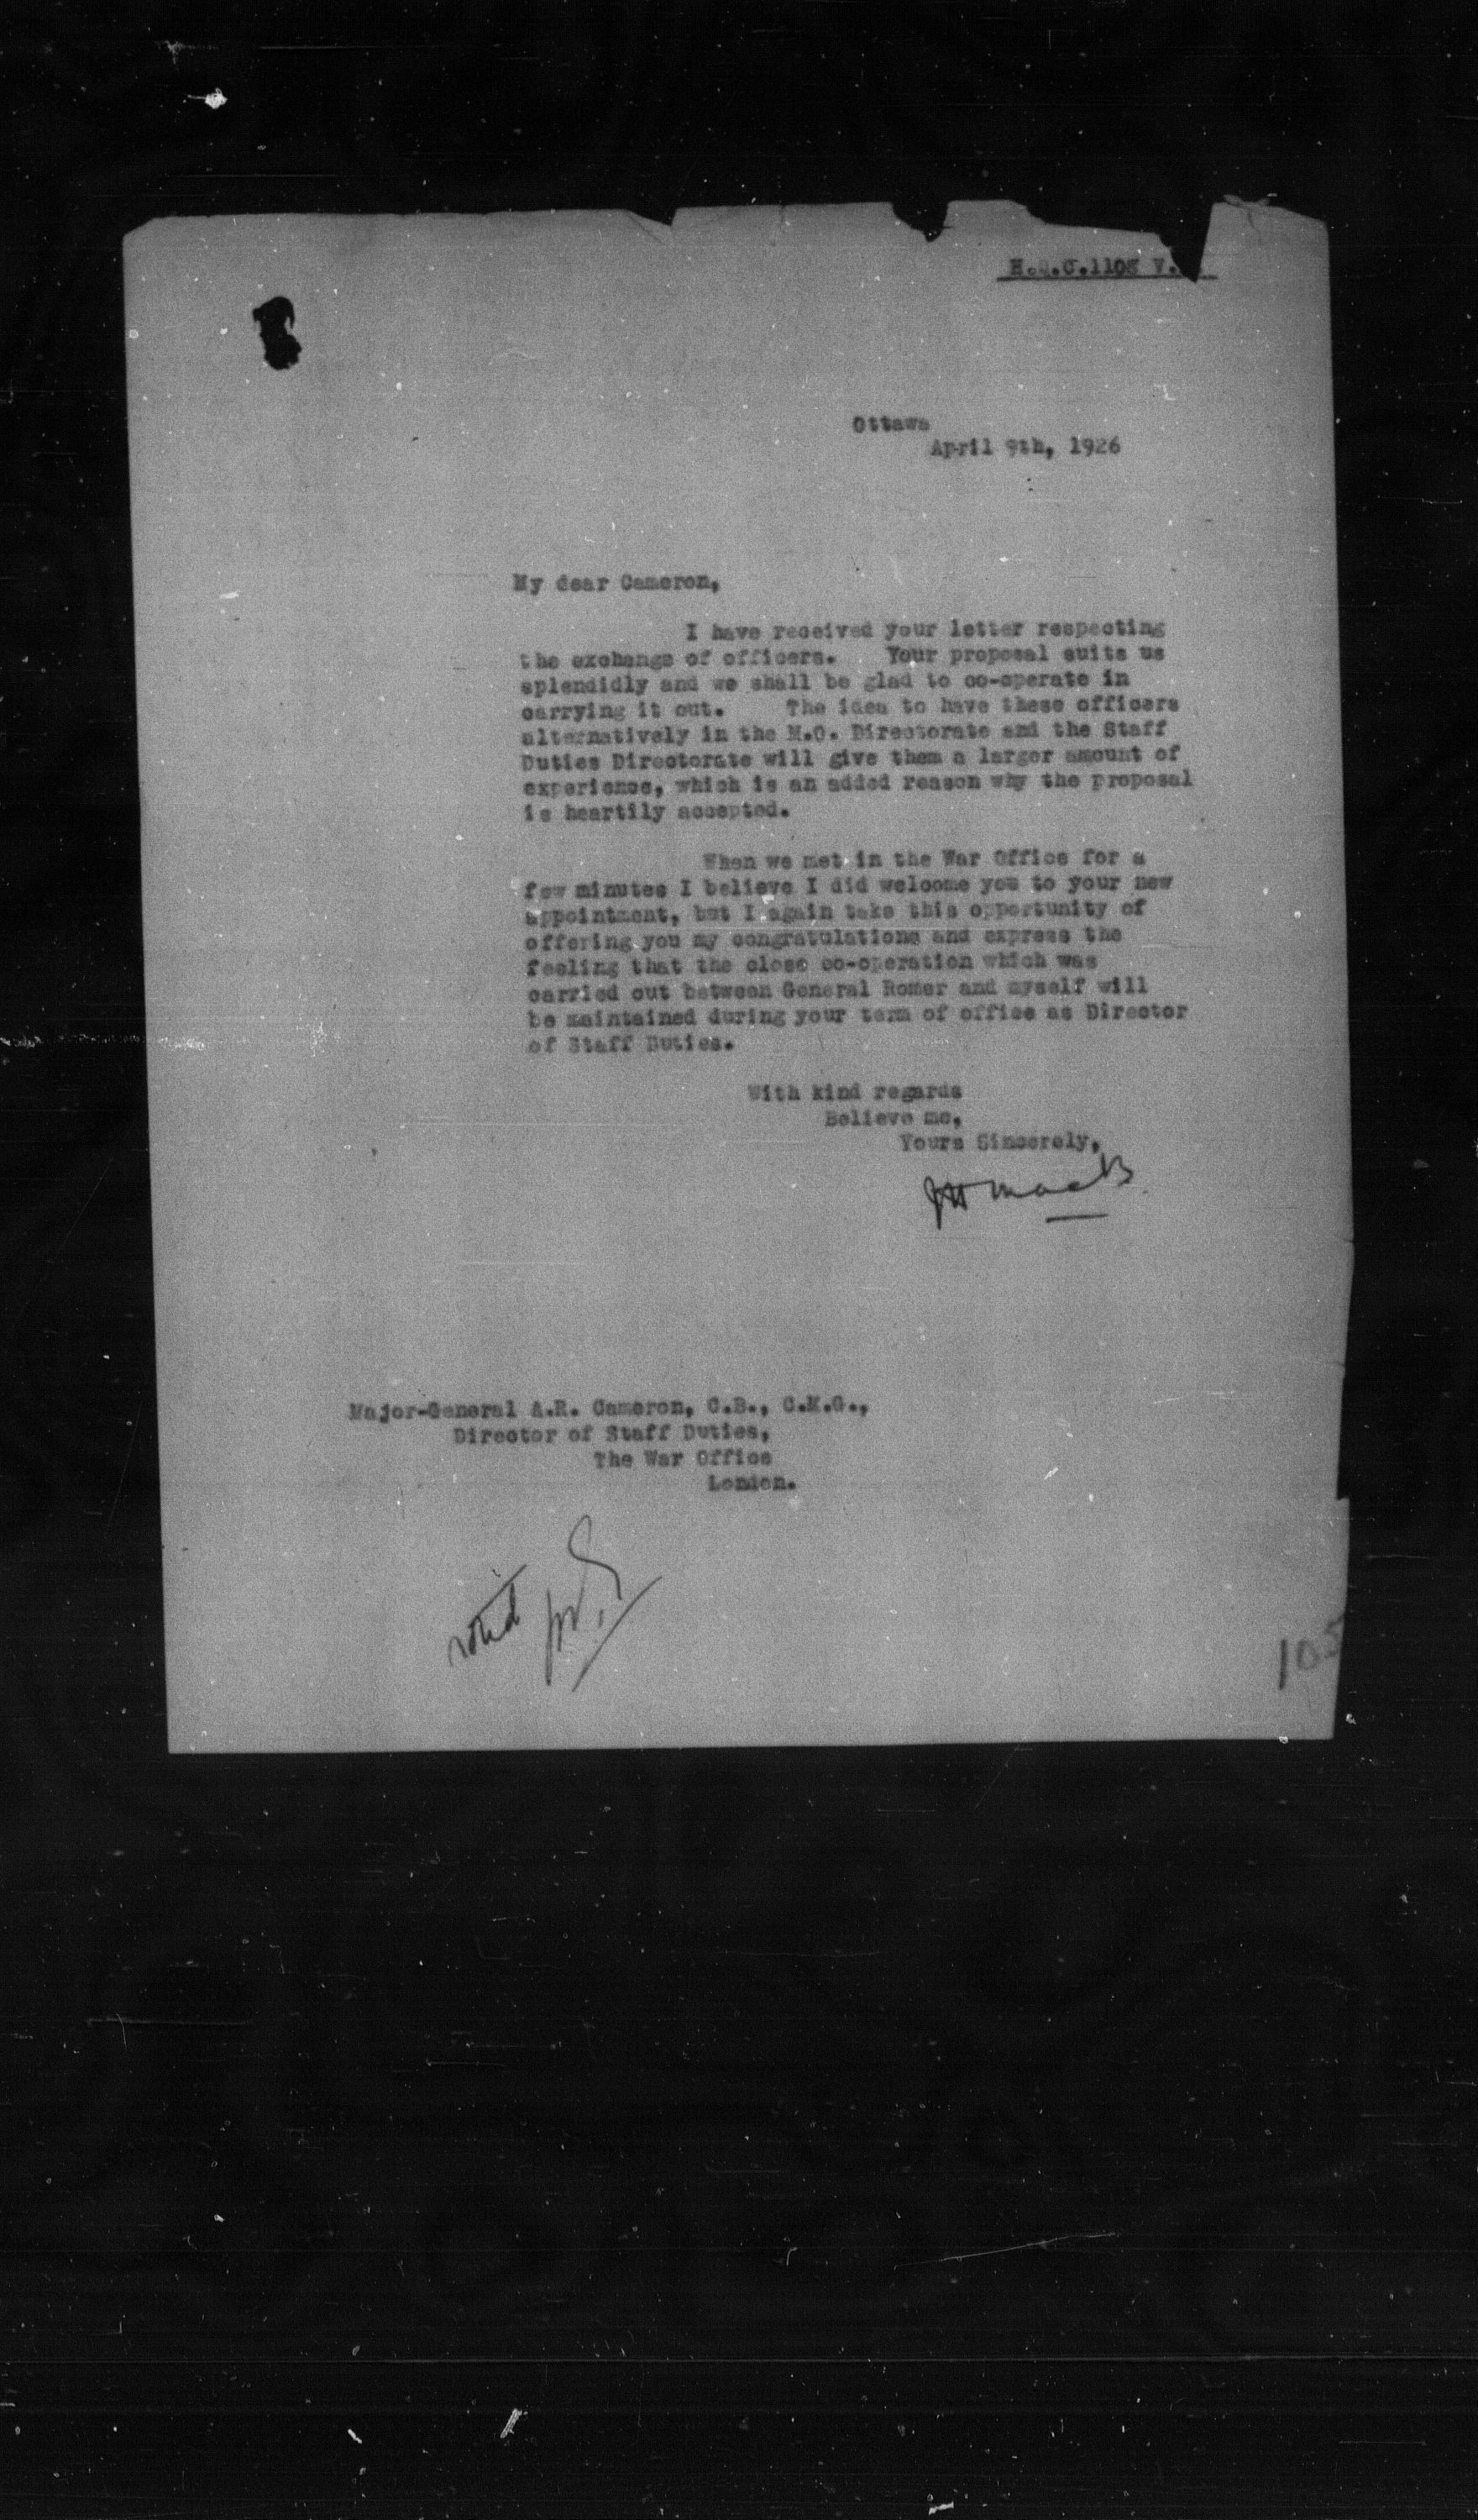 Ottawa
April 9th, 1926
My dear Cameron,
I have received your letter respecting
the exchange of officers. Your proposal suits us
splendidly and we shall be glad to co-operate in
carrying it out. The idea to have these officers
alternatively in the M.O. Directorate and the Staff
Duties Directorate will give them a larger amount of
experience, which is an added reason why the proposal
is heartily accepted.
When we met in the War Office for a
few minutes I believe I did welcome you to your new
appointment, but I again take this opportunity of
offering you my congratulations and express the
feeling that the close co-operation which was
carried out between General Romer and myself will
be maintained during your term of office as Director
of Staff Duties.
With kind regards
Believe me,
Yours Sincerely,
JH MacB
Major-General A.R. Cameron, C.B., C.M.G.,
Director of Staff Duties,
The War Office
London.
noted
105